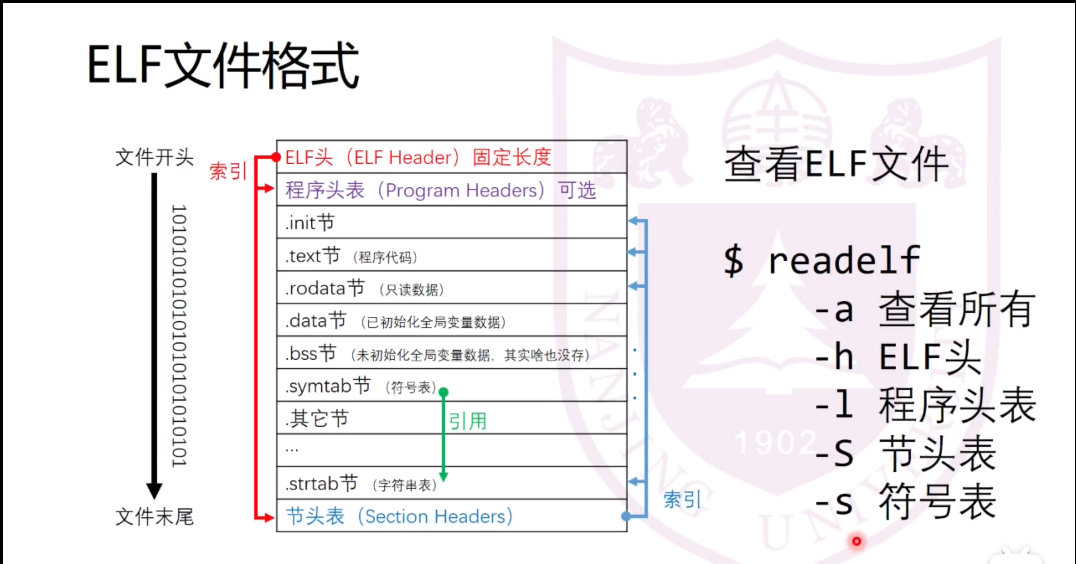 ELF文件格式
文件开头
索引
ELF头（ELF Header）固定长度
程序头表（Program Headers）可选
.init节
.text节 （程序代码）
.rodata节 （只读数据）
.data节 （已初始化全局变量数据）
.bss节 （未初始化全局变量数据，其实啥也没存）
.symtab节 （符号表）
.其它节
引用
...
.strtab节 （字符串表）
节头表（Section Headers）
索引
文件末尾
查看ELF文件
$ readelf
-a 查看所有
-h ELF头
-l 程序头表
-S 节头表
-s 符号表
NANJING UNIVERSITY
1902